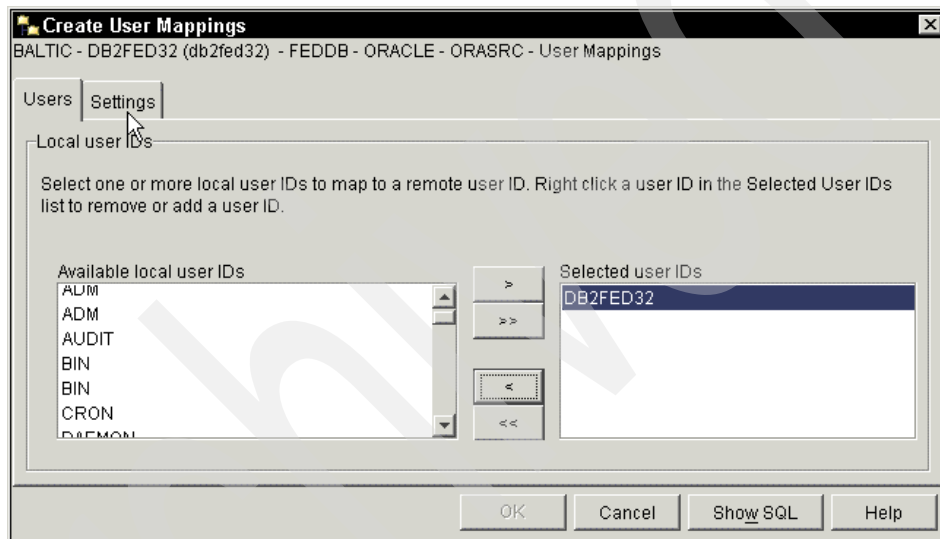 Create User Mappings
BALTIC - DB2FED32 (db2fed32) - FEDDB - ORACLE - ORASRC - User Mappings
Users Settings
Local user IDs
Select one or more local user IDs to map to a remote user ID. Right click a user ID in the Selected User IDs
list to remove or add a user ID.
Available local user IDs
Selected user IDs
ADM
ADM
AUDIT
BIN
BIN
CRON
DAEMON
>
>>
<
<<
DB2FED32
OK Cancel Show SQL Help